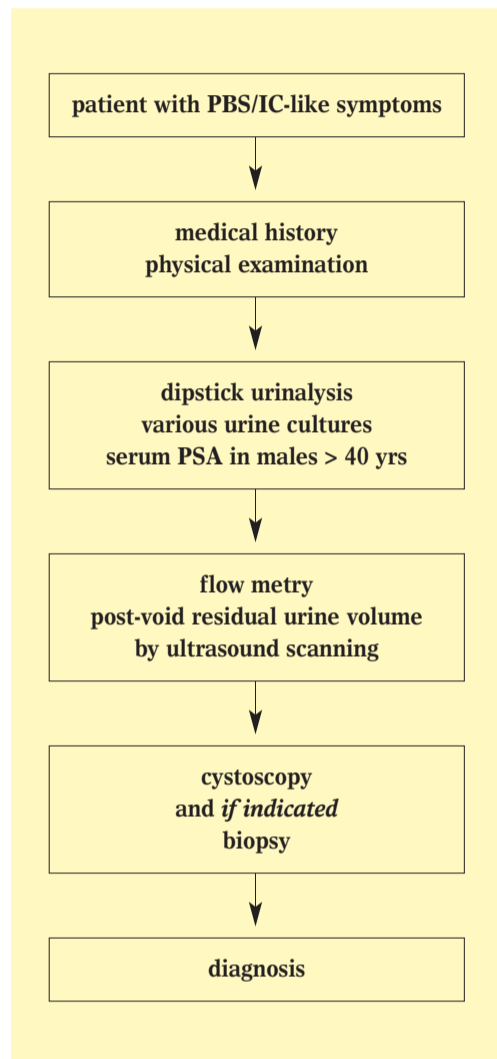 patient with PBS/IC-like symptoms
medical history
physical examination
dipstick urinalysis
various urine cultures
serum PSA in males > 40 yrs
flow metry
post-void residual urine volume
by ultrasound scanning
cystoscopy
and if indicated
biopsy
diagnosis